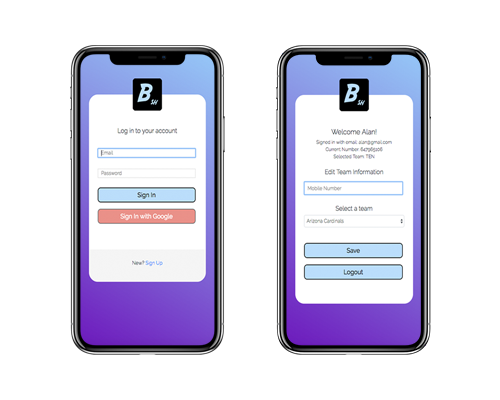 B
SH
Log in to your account
Email
Password
Sign In
Sign In with Google
New? Sign Up
B
SH
Welcome Alan!
Signed in with email: alan@gmail.com
Current Number: 647965206
Selected Team: TEN
Edit Team Information
Mobile Number
Select a team
Arizona Cardinals
Save
Logout